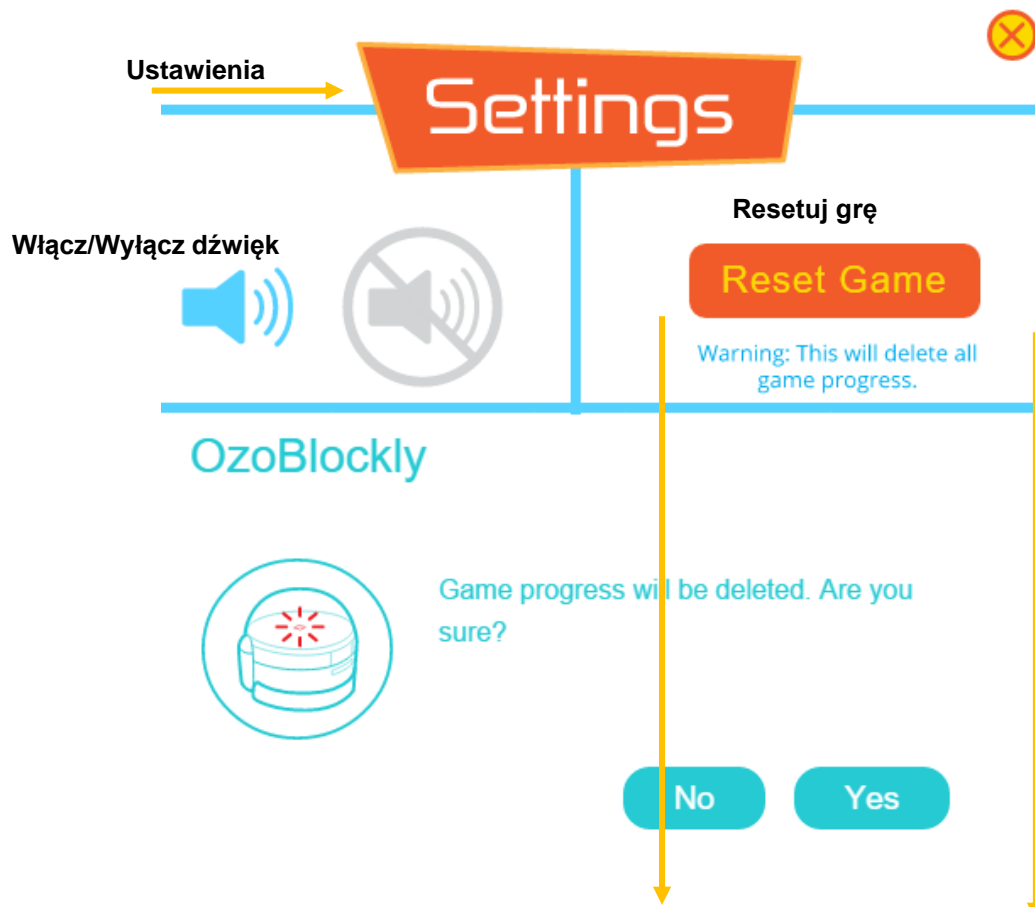 Ustawienia
Settings
Włącz/Wyłącz dźwięk
Resetuj grę
Reset Game
Warning: This will delete all
game progress.
OzoBlockly
Game progress will be deleted. Are you
sure?
No
Yes